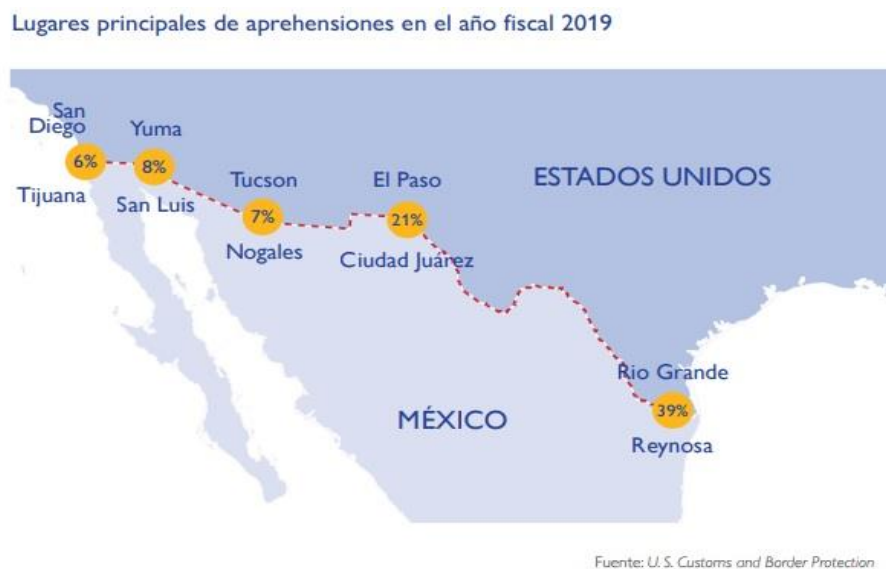 Lugares principales de aprehensiones en el año fiscal 2019
San
Diego
Yuma
6%
8%
Tijuana
San Luis
Tucson
7%
Nogales
El Paso
21%
Ciudad Juárez
ESTADOS UNIDOS
MÉXICO
Rio Grande
39%
Reynosa
Fuente: U. S. Customs and Border Protection